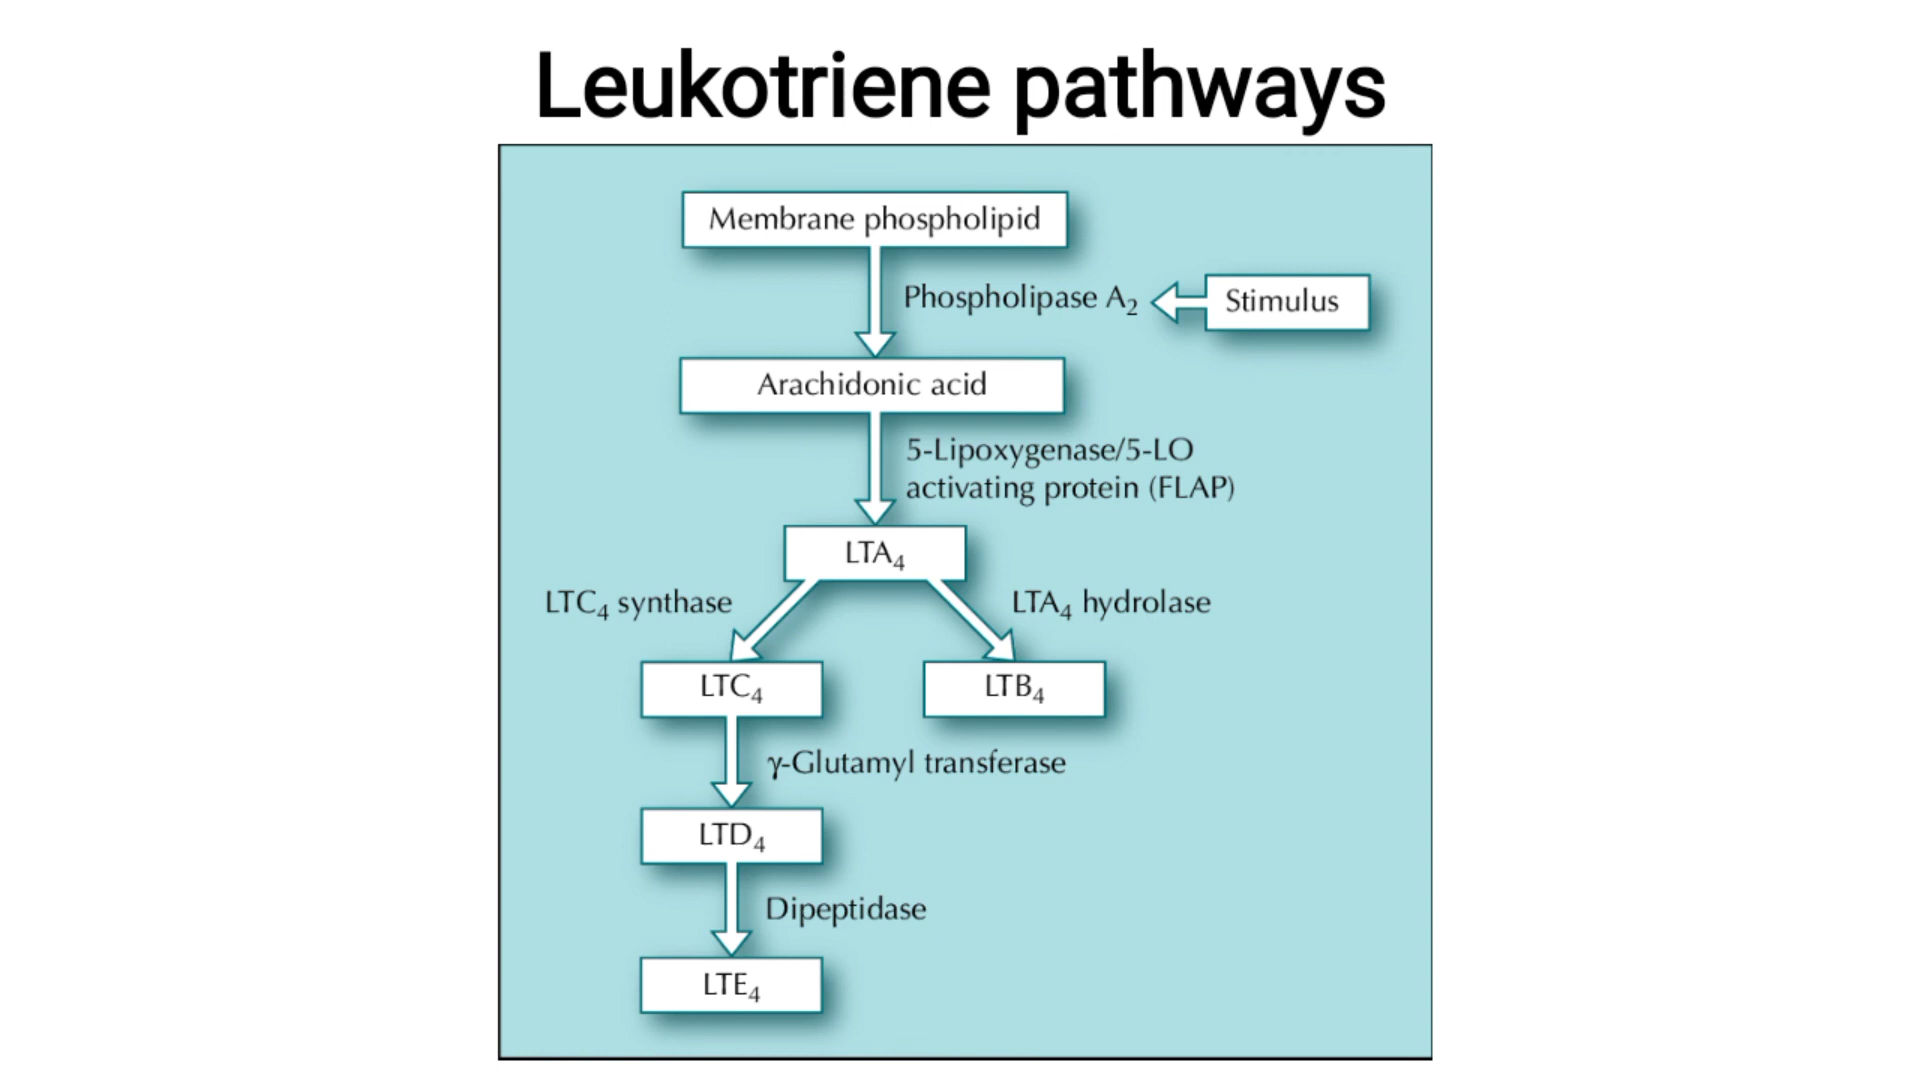 Leukotriene pathways
Membrane phospholipid
Phospholipase A₂
Stimulus
Arachidonic acid
5-Lipoxygenase/5-LO
activating protein (FLAP)
LTA₄
LTC₄ synthase
LTA₄ hydrolase
LTC₄
LTB₄
γ-Glutamyl transferase
LTD₄
Dipeptidase
LTE₄